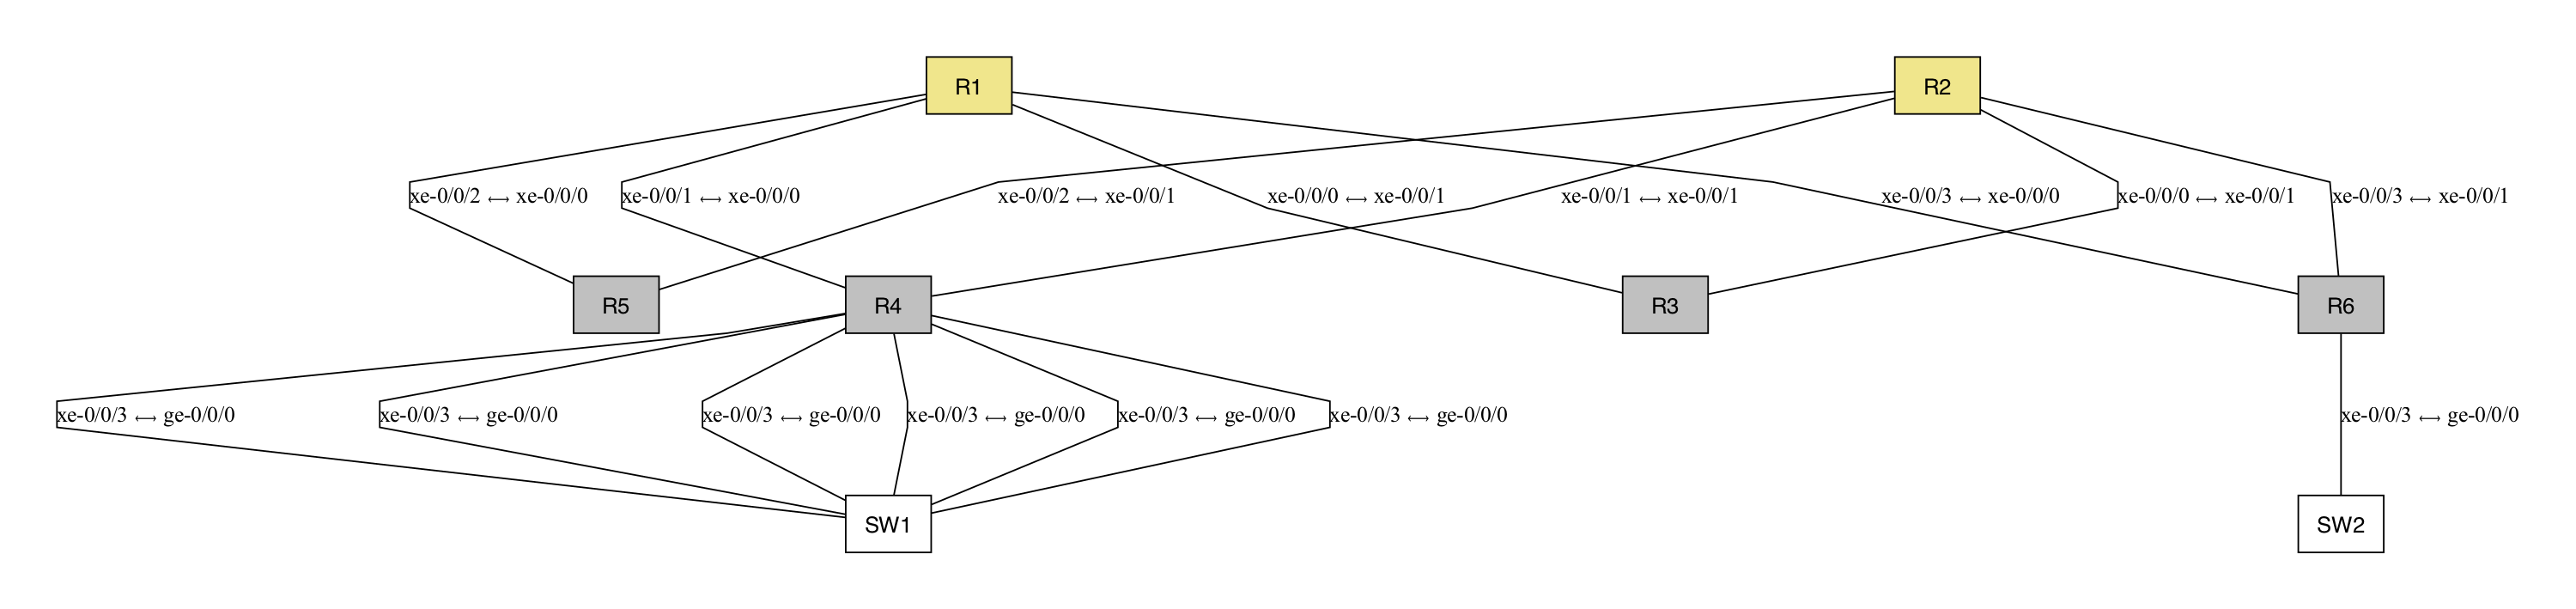 R1
R2
xe-0/0/2 ↔ xe-0/0/0
xe-0/0/1 ↔ xe-0/0/0
xe-0/0/2 ↔ xe-0/0/1
xe-0/0/0 ↔ xe-0/0/1
xe-0/0/1 ↔ xe-0/0/1
xe-0/0/3 ↔ xe-0/0/0
xe-0/0/0 ↔ xe-0/0/1
xe-0/0/3 ↔ xe-0/0/1
R5
R4
R3
R6
xe-0/0/3 ↔ ge-0/0/0
xe-0/0/3 ↔ ge-0/0/0
xe-0/0/3 ↔ ge-0/0/0
xe-0/0/3 ↔ ge-0/0/0
xe-0/0/3 ↔ ge-0/0/0
xe-0/0/3 ↔ ge-0/0/0
xe-0/0/3 ↔ ge-0/0/0
SW1
SW2